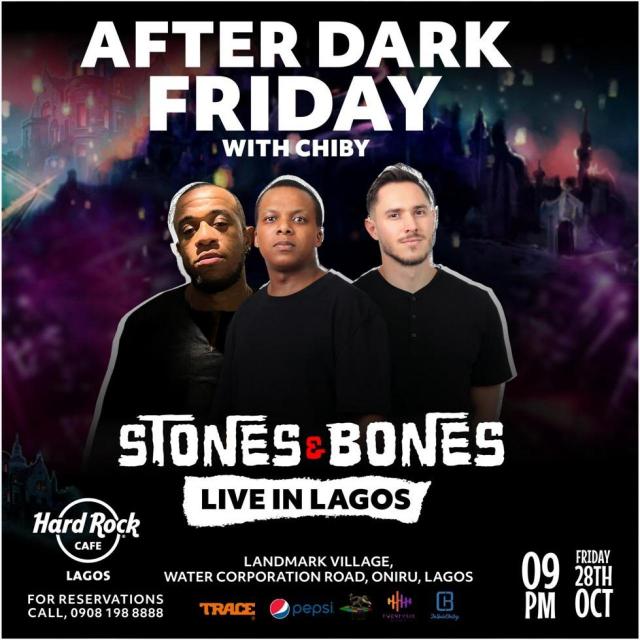 AFTER DARK
FRIDAY
WITH CHIBY
STONES & BONES
LIVE IN LAGOS
Hard Rock
CAFE
LAGOS
FOR RESERVATIONS
CALL, 0908 198 8888
LANDMARK VILLAGE,
WATER CORPORATION ROAD, ONIRU, LAGOS
TRACE
pepsi
09
PM
FRIDAY
28TH
OCT